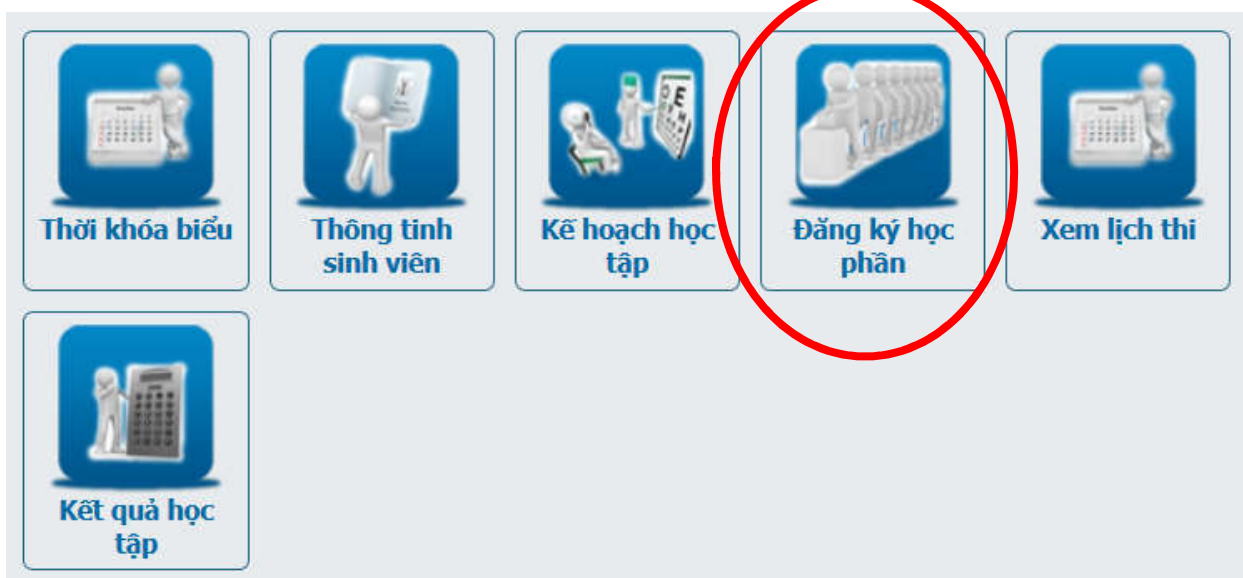 Thời khóa biểu
Thông tinh
sinh viên
Kế hoạch học
tập
Đăng ký học
phần
Xem lịch thi
Kết quả học
tập